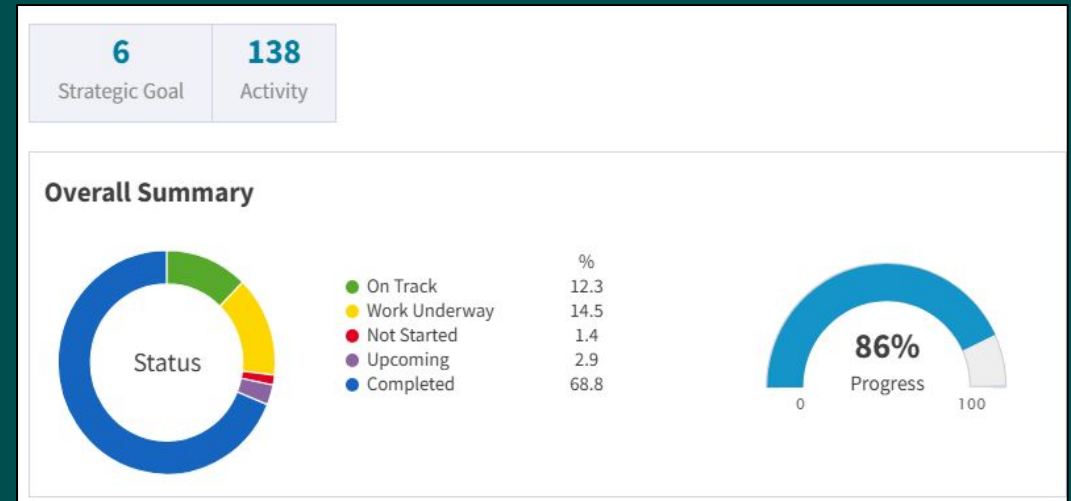 6 138
Strategic Goal Activity
Overall Summary
%
On Track 12.3
Work Underway 14.5
Not Started 1.4
Upcoming 2.9
Completed 68.8
Status
86%
Progress
0 100